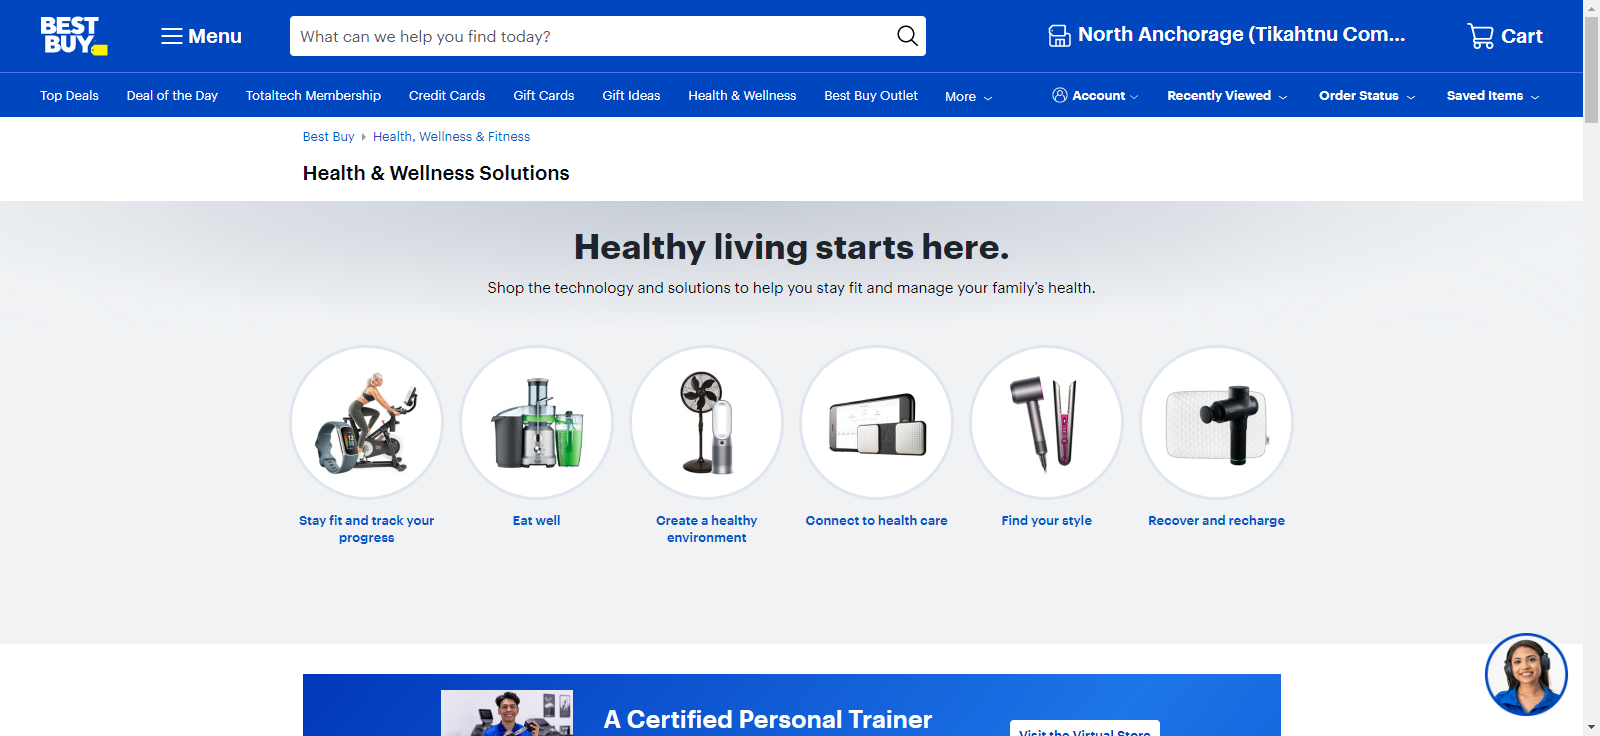 BEST
BUY
Menu
What can we help you find today?
North Anchorage (Tikahtnu Com...
Cart
Top Deals
Deal of the Day
Totaltech Membership
Credit Cards
Gift Cards
Gift Ideas
Health & Wellness
Best Buy Outlet
More
Account
Recently Viewed
Order Status
Saved Items
Best Buy
Health, Wellness & Fitness
Health & Wellness Solutions
Healthy living starts here.
Shop the technology and solutions to help you stay fit and manage your family's health.
Stay fit and track your
progress
Eat well
Create a healthy
environment
Connect to health care
Find your style
Recover and recharge
A Certified Personal Trainer
Visit the Virtual Store